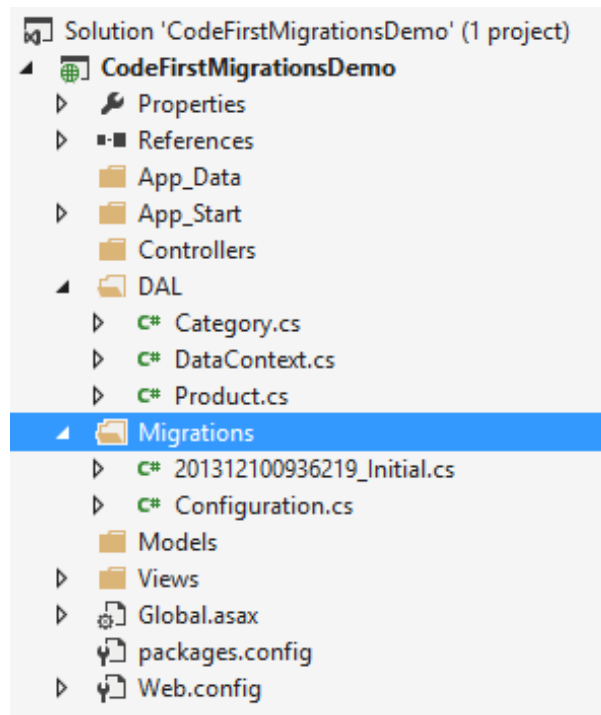 Solution 'CodeFirstMigrationsDemo' (1 project)
CodeFirstMigrationsDemo
Properties
References
App_Data
App_Start
Controllers
DAL
C# Category.cs
C# DataContext.cs
C# Product.cs
Migrations
C# 201312100936219_Initial.cs
C# Configuration.cs
Models
Views
Global.asax
packages.config
Web.config